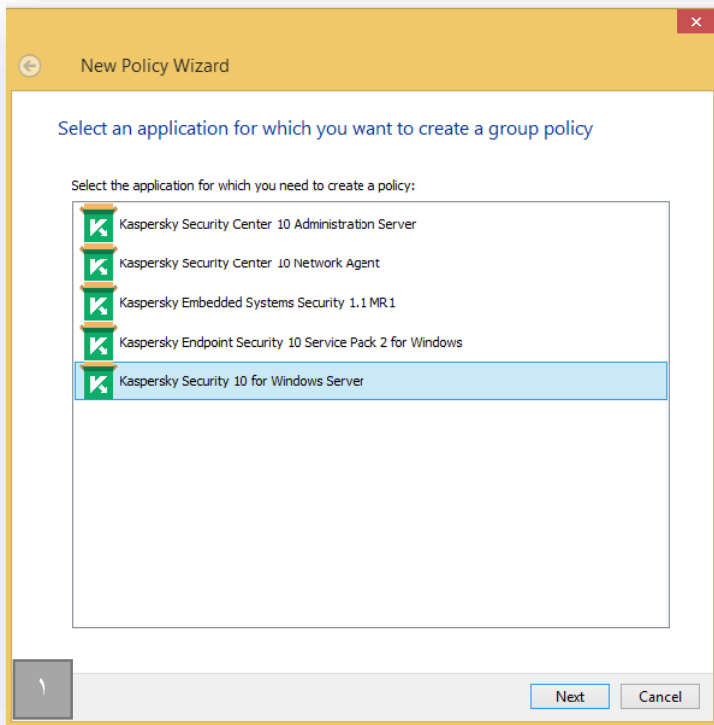 New Policy Wizard
Select an application for which you want to create a group policy
Select the application for which you need to create a policy:
Kaspersky Security Center 10 Administration Server
Kaspersky Security Center 10 Network Agent
Kaspersky Embedded Systems Security 1.1 MR1
Kaspersky Endpoint Security 10 Service Pack 2 for Windows
Kaspersky Security 10 for Windows Server
١
Next Cancel